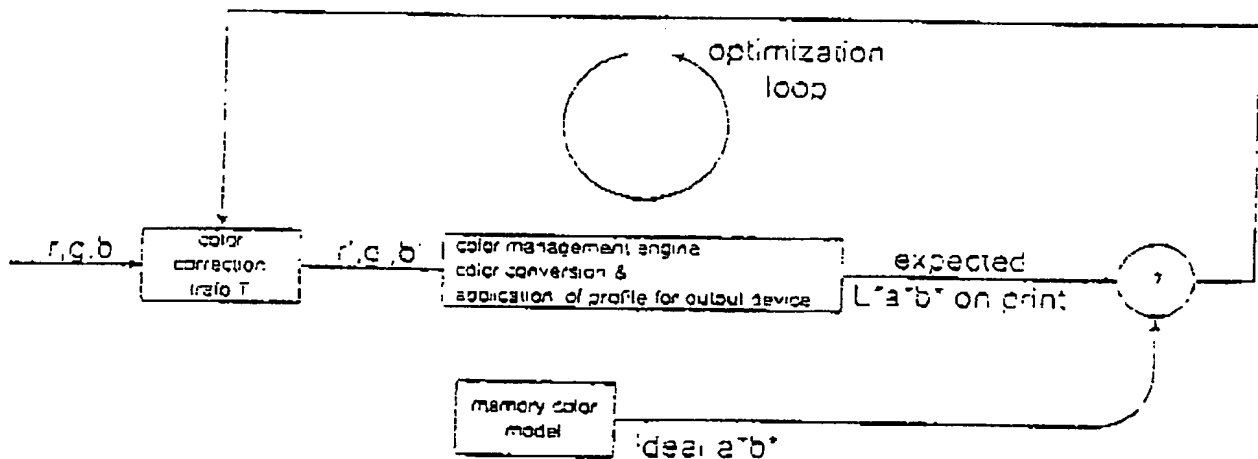 optimization
loop
r,g,b
color
correction
trafo T
r',g',b'
color management engine
color conversion &
application of profile for output device
expected
L*a*b* on print
?
memory color
model
ideal a*b*